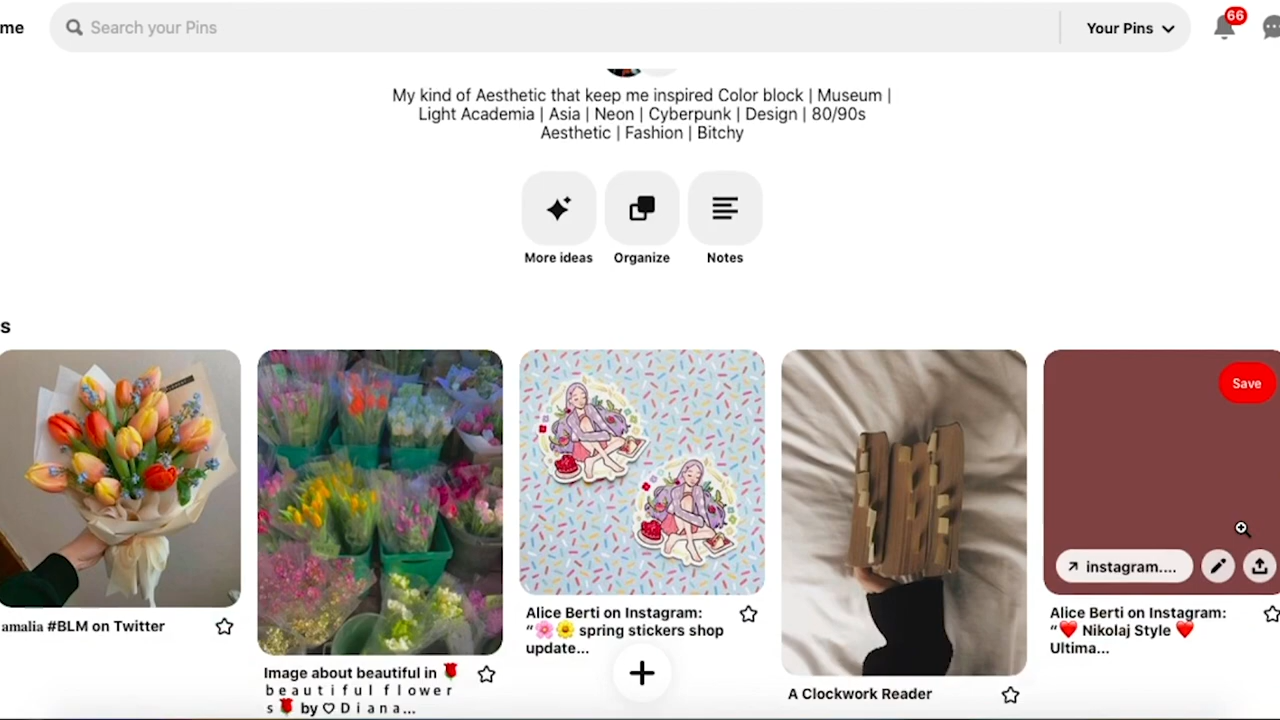 me
Search your Pins
Your Pins
66
My kind of Aesthetic that keep me inspired Color block | Museum |
Light Academia | Asia | Neon | Cyberpunk | Design | 80/90s
Aesthetic | Fashion | Bitchy
More ideas
Organize
Notes
s
Save
instagram....
amalia #BLM on Twitter
Image about beautiful in 🌹
b e a u t i f u l f l o w e r
s🌹 by ♡ D i a n a...
Alice Berti on Instagram:
“🌸🌼 spring stickers shop
update...
A Clockwork Reader
Alice Berti on Instagram:
“❤️ Nikolaj Style ❤️
Ultima...